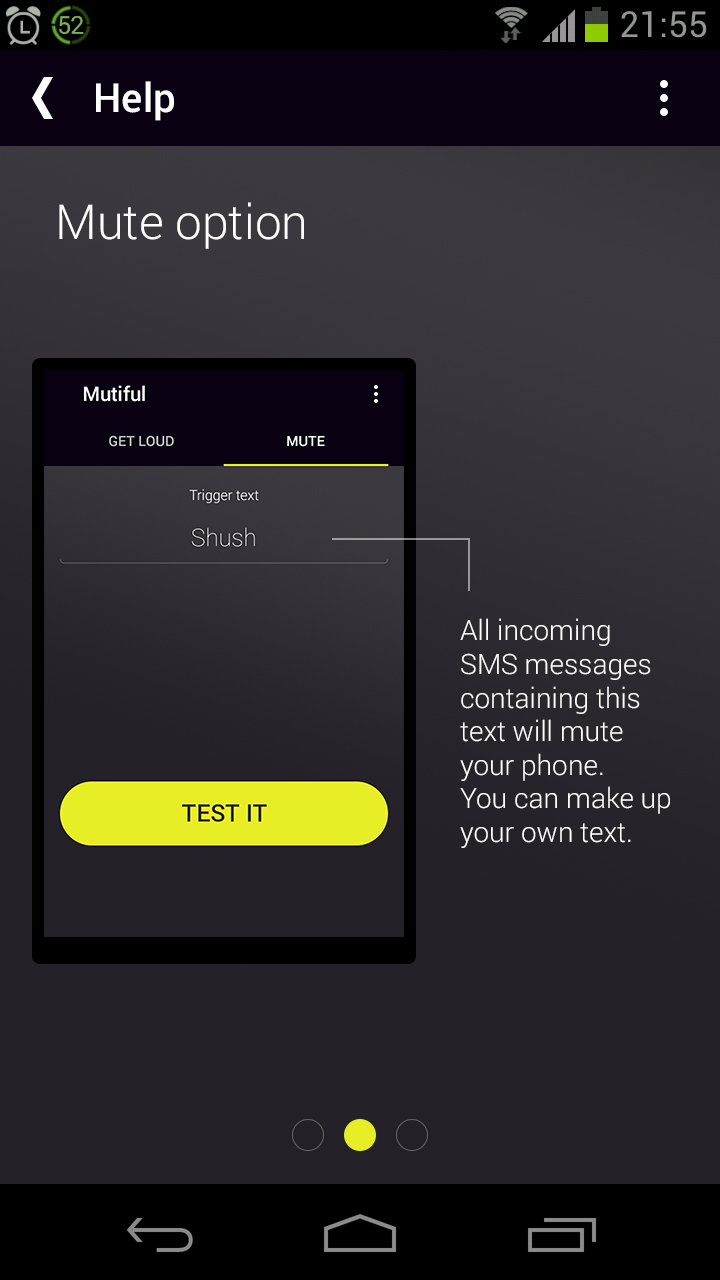 52
21:55
Help
Mute option
Mutiful
GET LOUD
MUTE
Trigger text
Shush
All incoming
SMS messages
containing this
text will mute
your phone.
You can make up
your own text.
TEST IT